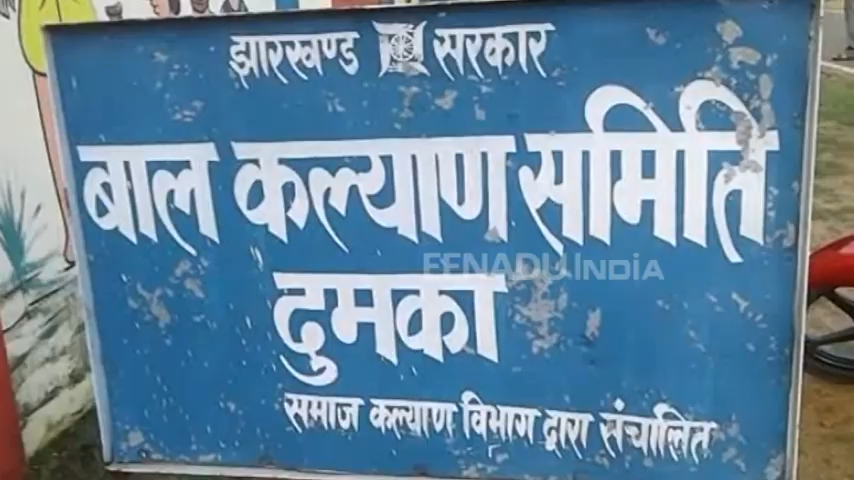 झारखण्ड सरकार
बाल कल्याण समिति
EENADU INDIA
दुमका
समाज कल्याण विभाग द्वारा संचालित